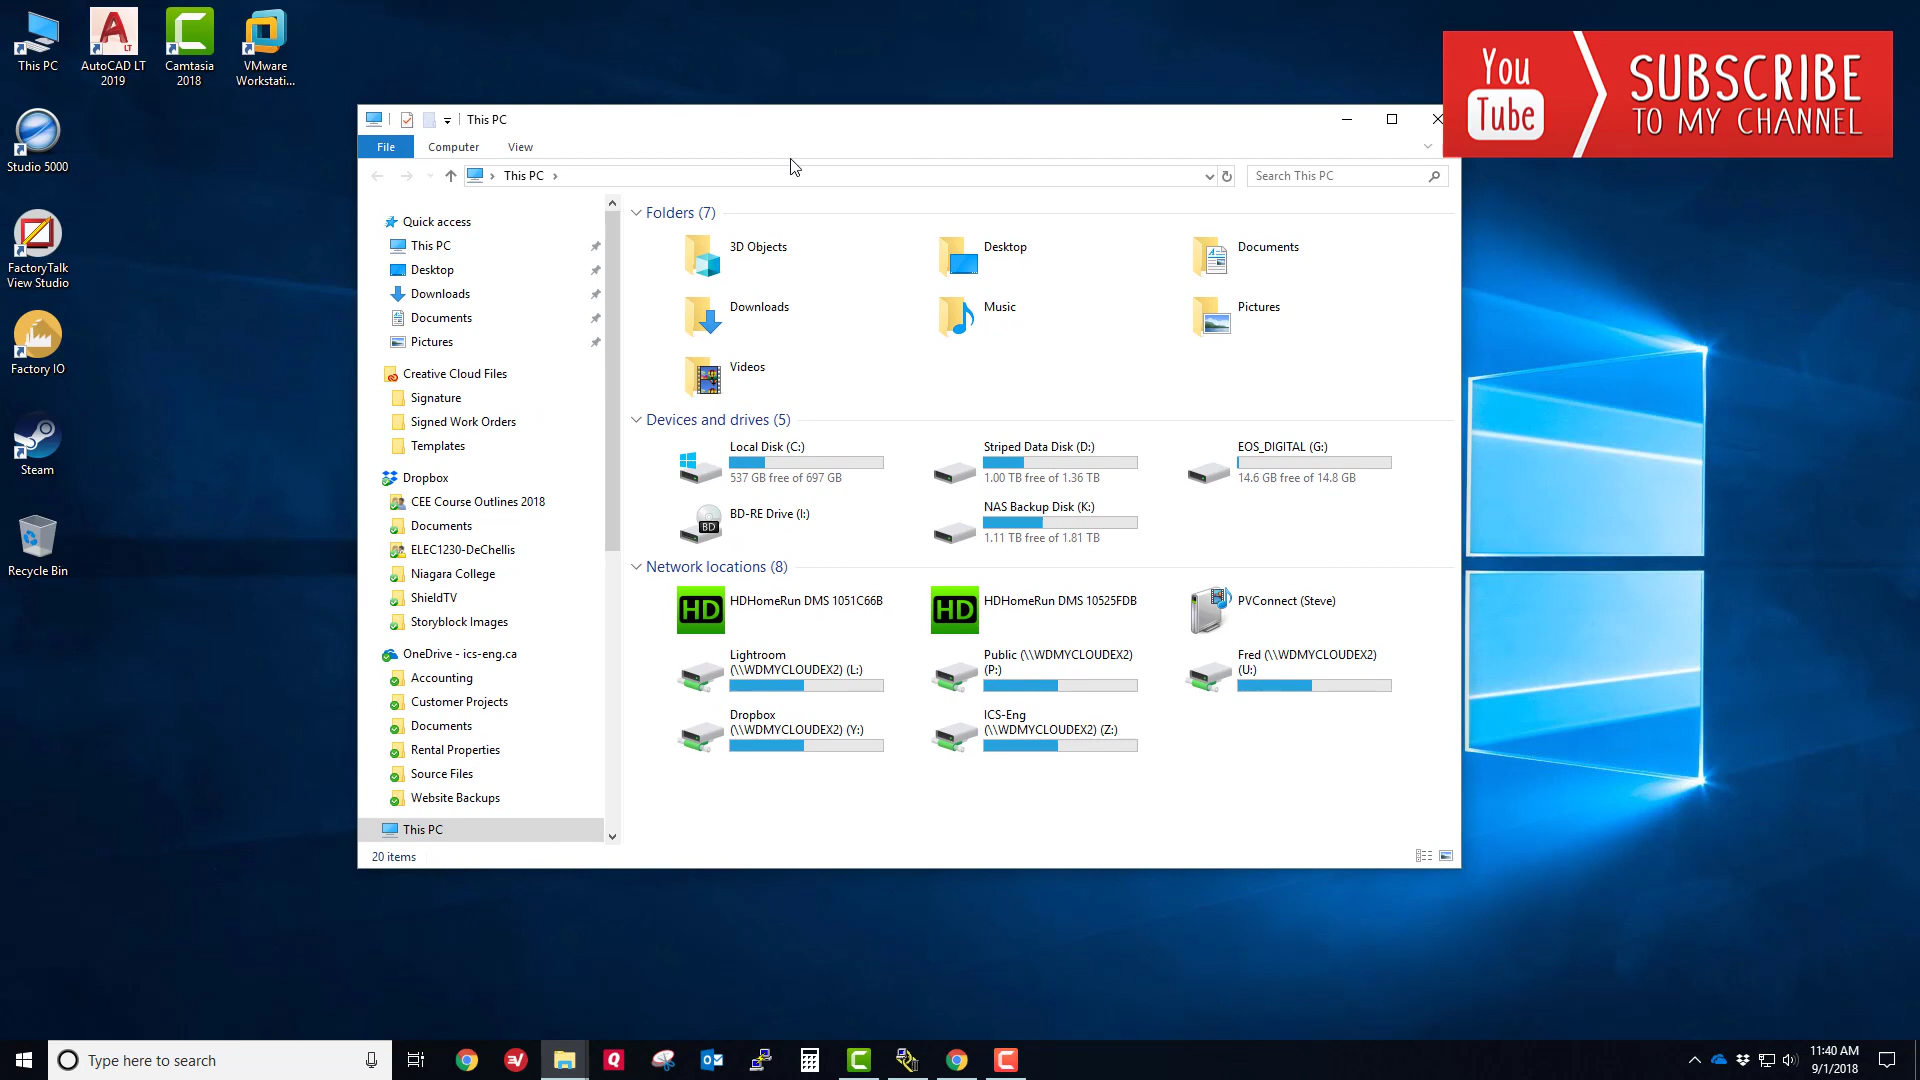 This PC
AutoCAD LT
2019
Camtasia
2018
VMware
Workstati...
Studio 5000
FactoryTalk
View Studio
Factory IO
Steam
Recycle Bin
You
Tube
SUBSCRIBE
TO MY CHANNEL
This PC
File
Computer
View
This PC
Search This PC
Quick access
This PC
Desktop
Downloads
Documents
Pictures
Creative Cloud Files
Signature
Signed Work Orders
Templates
Dropbox
CEE Course Outlines 2018
Documents
ELEC1230-DeChellis
Niagara College
ShieldTV
Storyblock Images
OneDrive - ics-eng.ca
Accounting
Customer Projects
Documents
Rental Properties
Source Files
Website Backups
This PC
20 items
Folders (7)
3D Objects
Desktop
Documents
Downloads
Music
Pictures
Videos
Devices and drives (5)
Local Disk (C:)
537 GB free of 697 GB
Striped Data Disk (D:)
1.00 TB free of 1.36 TB
EOS_DIGITAL (G:)
14.6 GB free of 14.8 GB
BD
BD-RE Drive (I:)
NAS Backup Disk (K:)
1.11 TB free of 1.81 TB
Network locations (8)
HD
HDHomeRun DMS 1051C66B
HD
HDHomeRun DMS 10525FDB
PVConnect (Steve)
Lightroom
(\\WDMYCLOUDEX2) (L:)
Public (\\WDMYCLOUDEX2)
(P:)
Fred (\\WDMYCLOUDEX2)
(U:)
Dropbox
(\\WDMYCLOUDEX2) (Y:)
ICS-Eng
(\\WDMYCLOUDEX2) (Z:)
Type here to search
11:40 AM
9/1/2018